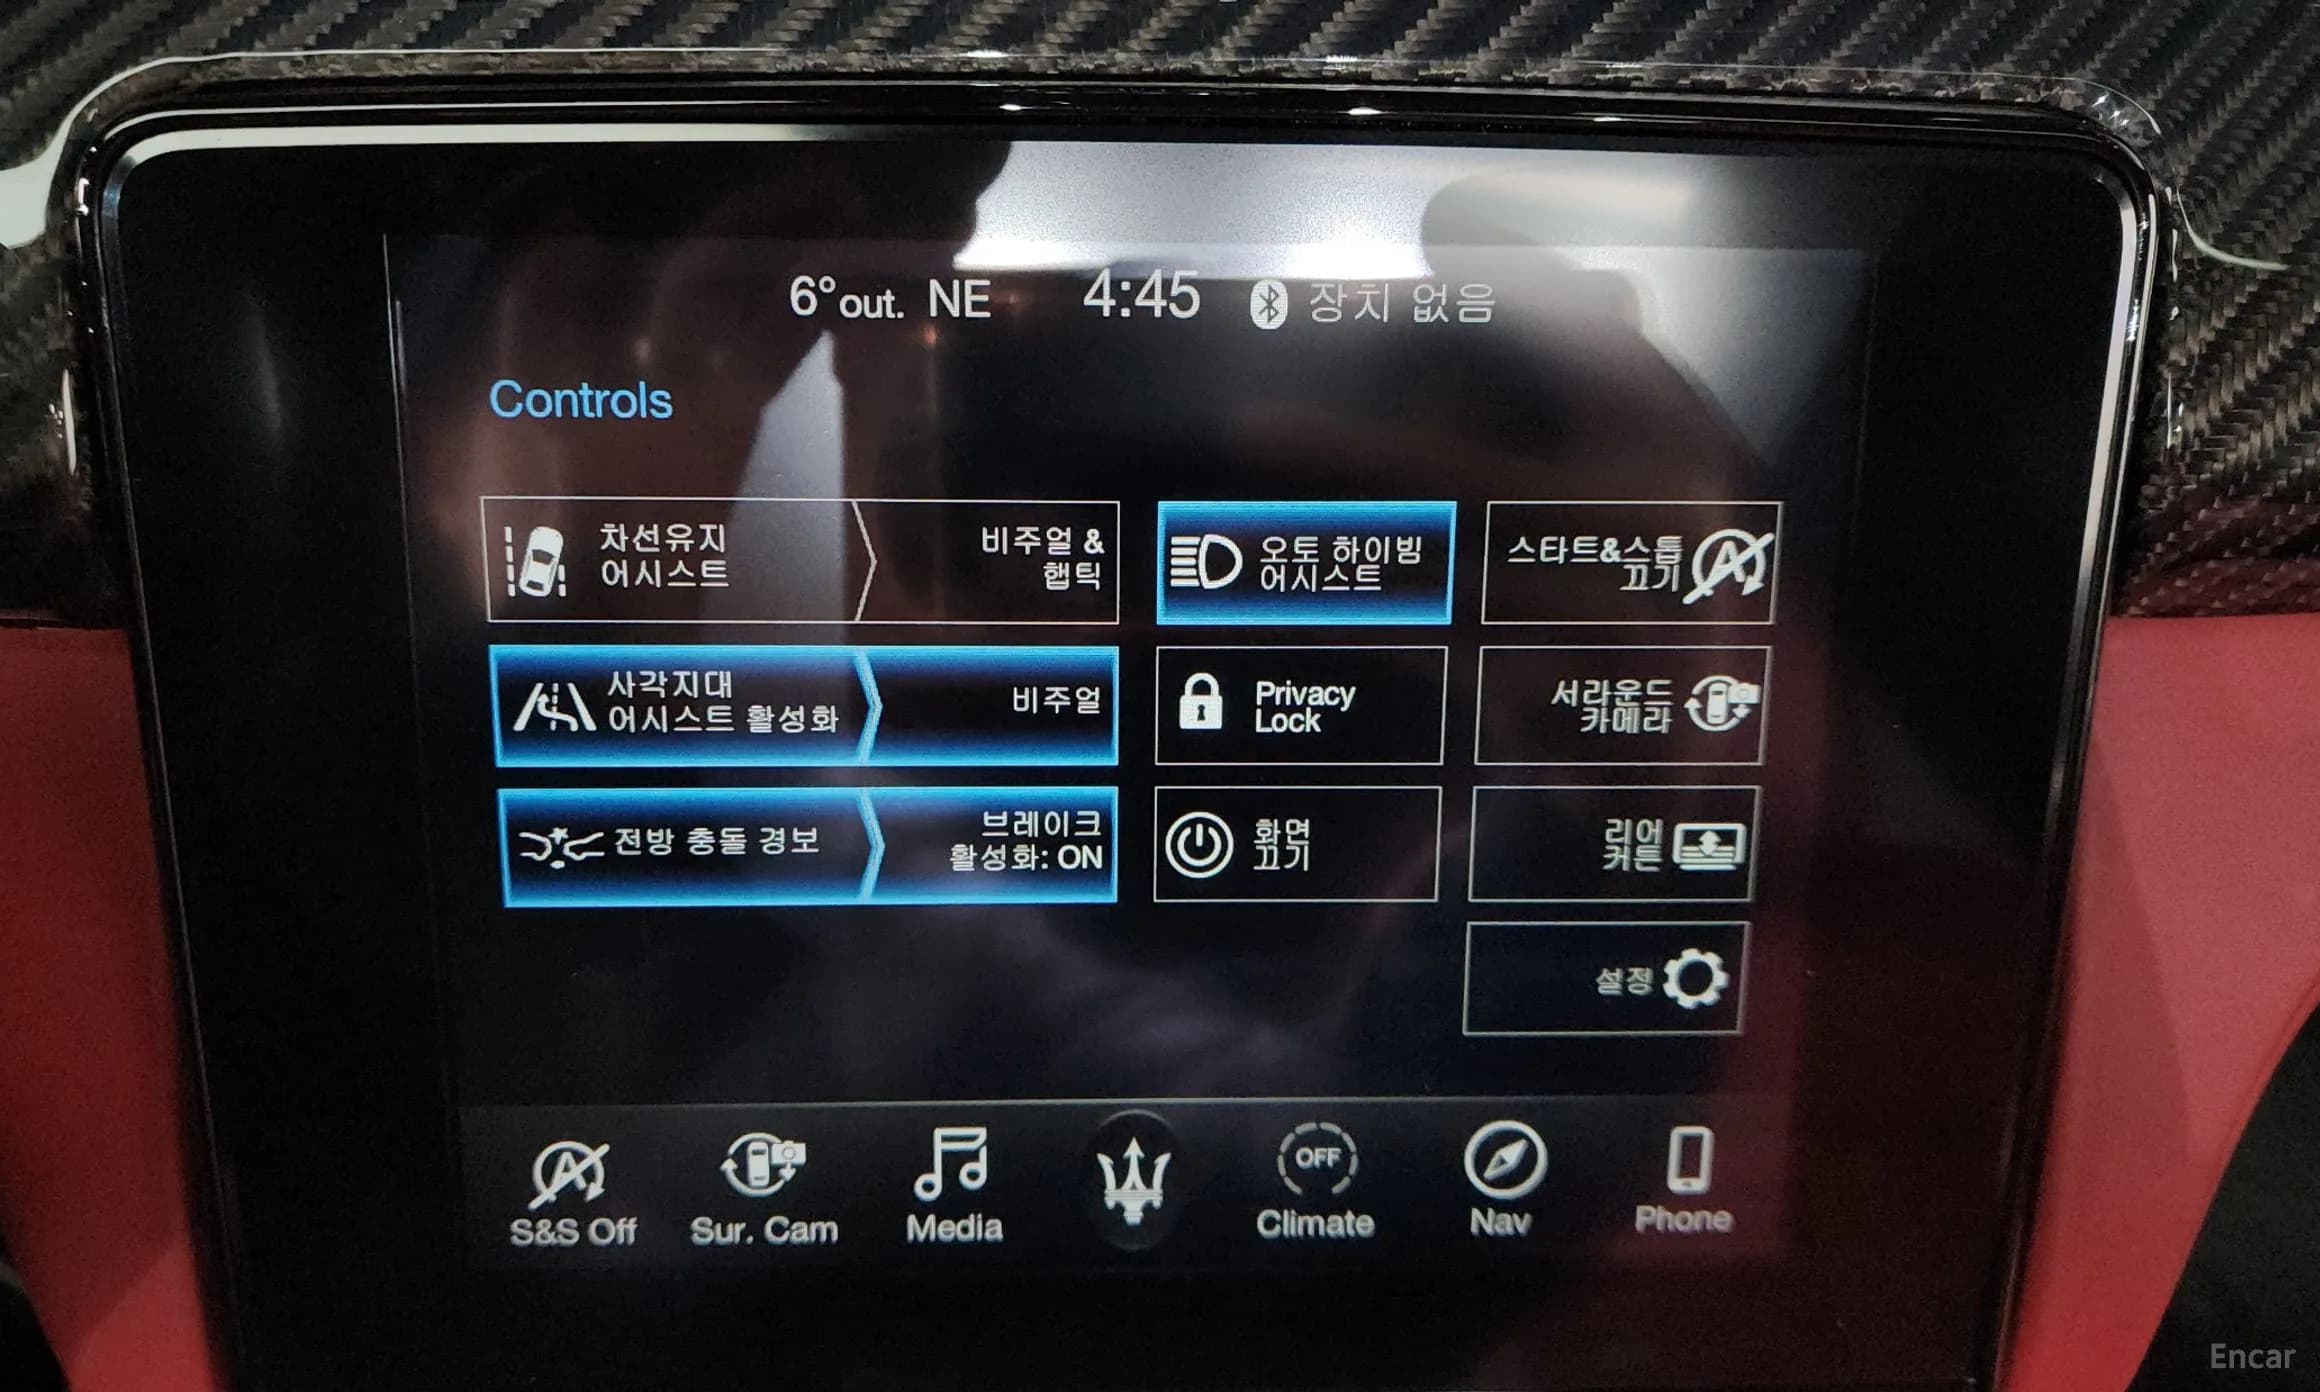 6° out. NE 4:45 장치 없음
Controls
차선유지
어시스트
비주얼 &
햅틱
오토 하이빔
어시스트
스타트&스톱
끄기
사각지대
어시스트 활성화
비주얼
Privacy
Lock
서라운드
카메라
전방 충돌 경보
브레이크
활성화: ON
화면
끄기
리어
커튼
설정
S&S Off
Sur. Cam
Media
OFF
Climate
Nav
Phone
Encar